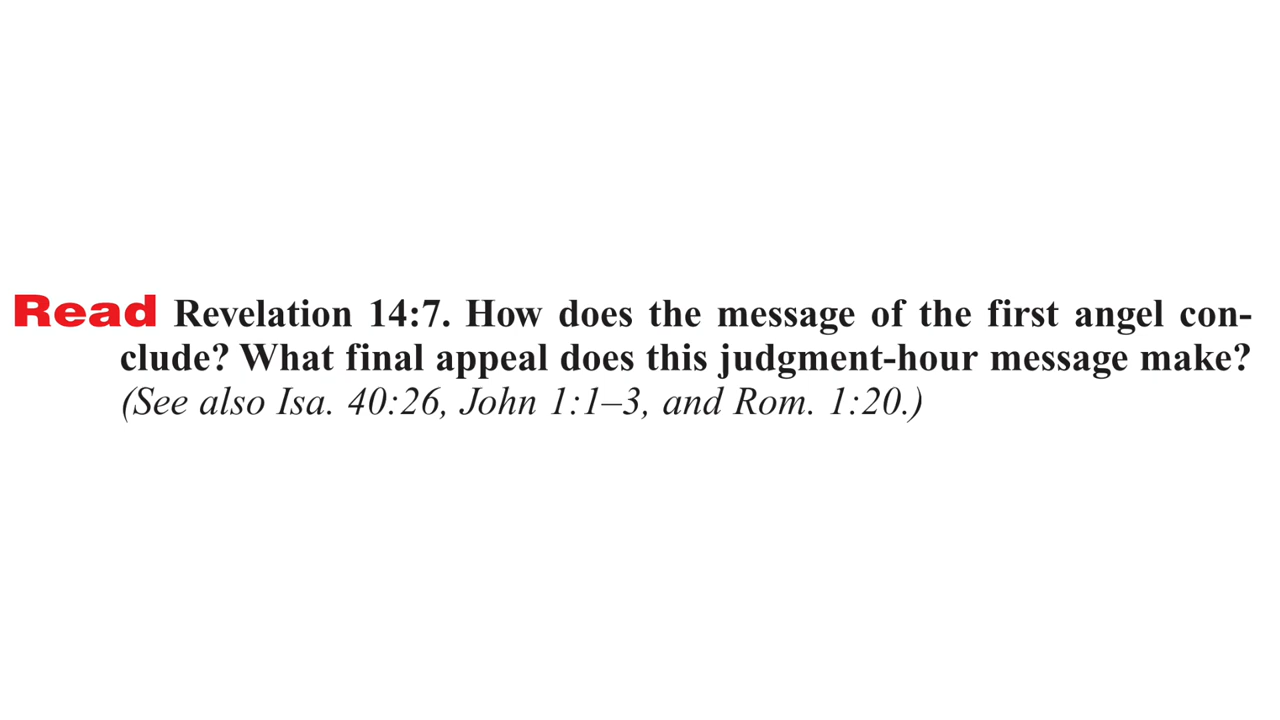 Read Revelation 14:7. How does the message of the first angel con-
clude? What final appeal does this judgment-hour message make?
(See also Isa. 40:26, John 1:1–3, and Rom. 1:20.)